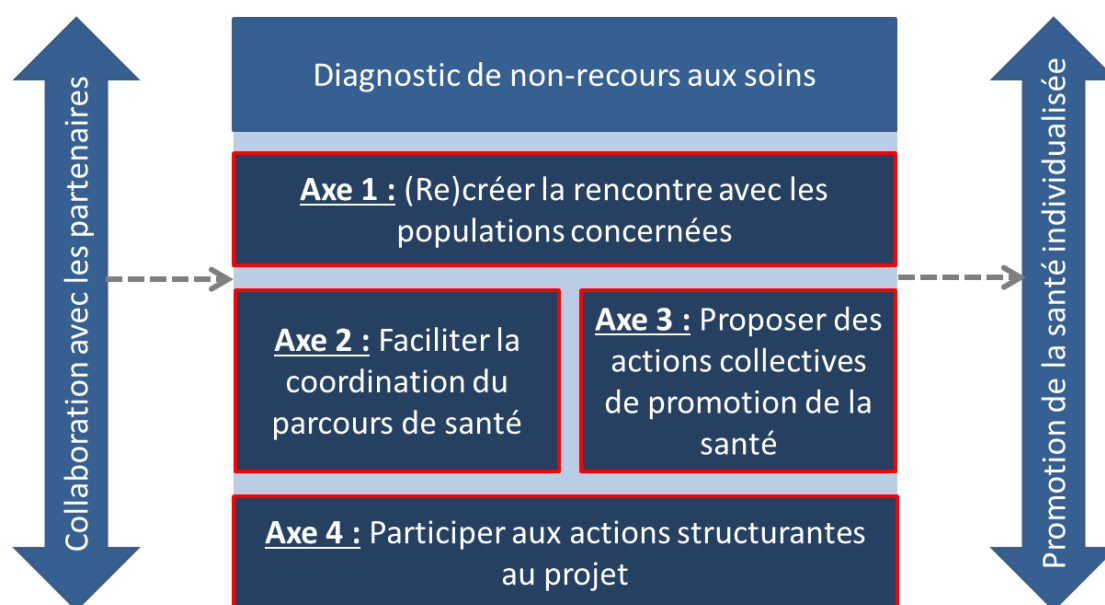 Collaboration avec les partenaires
Diagnostic de non-recours aux soins
Axe 1 : (Re)créer la rencontre avec les
populations concernées
Axe 2 : Faciliter la
coordination du
parcours de santé
Axe 3 : Proposer des
actions collectives
de promotion de la
santé
Axe 4 : Participer aux actions structurantes
au projet
Promotion de la santé individualisée